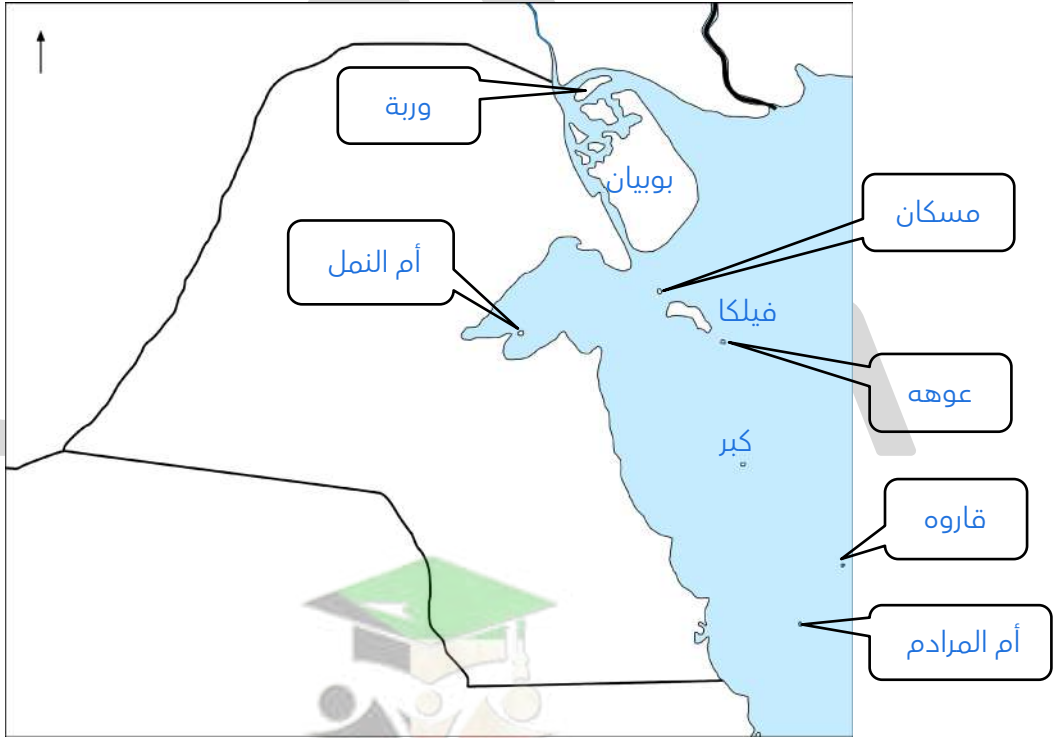 وربة
بوبيان
مسكان
أم النمل
فيلكا
عوهه
كبر
قاروه
أم المرادم